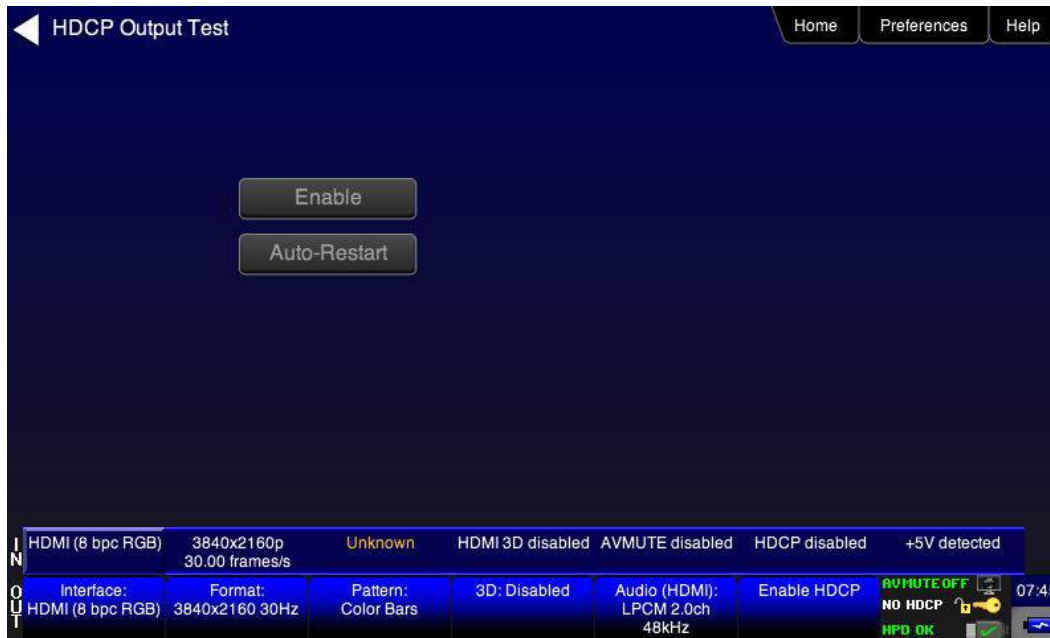 HDCP Output Test
Home
Preferences
Help
Enable
Auto-Restart
IN
HDMI (8 bpc RGB)
3840x2160p
30.00 frames/s
Unknown
HDMI 3D disabled
AVMUTE disabled
HDCP disabled
+5V detected
OUT
Interface:
HDMI (8 bpc RGB)
Format:
3840x2160 30Hz
Pattern:
Color Bars
3D: Disabled
Audio (HDMI):
LPCM 2.0ch
48kHz
Enable HDCP
AVMUTE OFF
NO HDCP
HPD OK